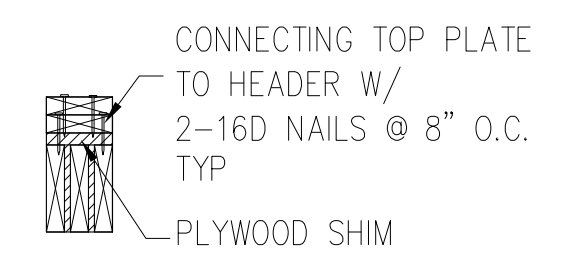 CONNECTING TOP PLATE
TO HEADER W/
2-16D NAILS @ 8" O.C.
TYP
PLYWOOD SHIM